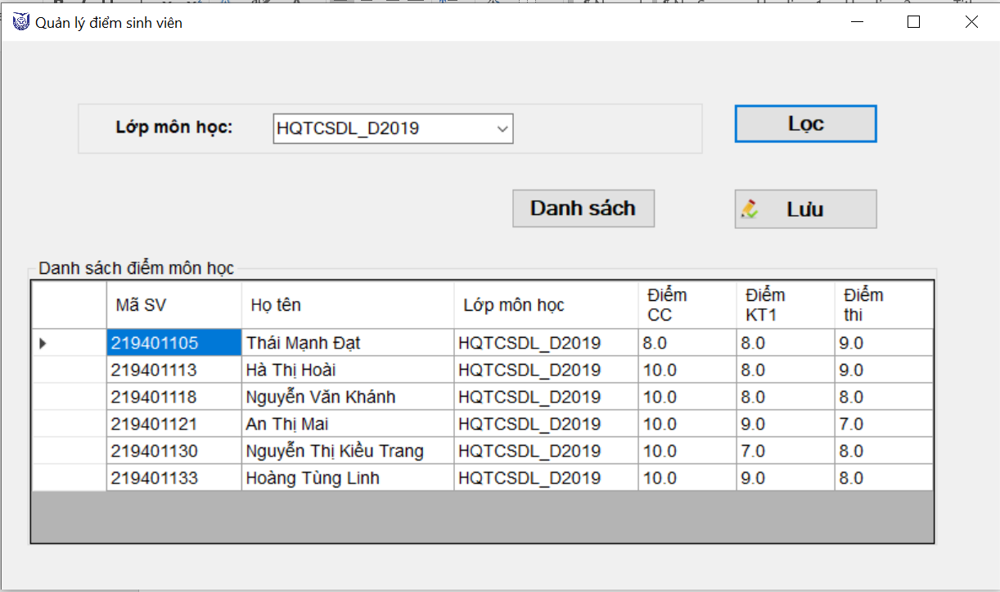 Quản lý điểm sinh viên
Lớp môn học: HQTCSDL_D2019 Lọc
Danh sách Lưu
Danh sách điểm môn học
Mã SV Họ tên Lớp môn học Điểm CC Điểm KT1 Điểm thi
219401105 Thái Mạnh Đạt HQTCSDL_D2019 8.0 8.0 9.0
219401113 Hà Thị Hoài HQTCSDL_D2019 10.0 8.0 9.0
219401118 Nguyễn Văn Khánh HQTCSDL_D2019 10.0 8.0 8.0
219401121 An Thị Mai HQTCSDL_D2019 10.0 9.0 7.0
219401130 Nguyễn Thị Kiều Trang HQTCSDL_D2019 10.0 7.0 8.0
219401133 Hoàng Tùng Linh HQTCSDL_D2019 10.0 9.0 8.0